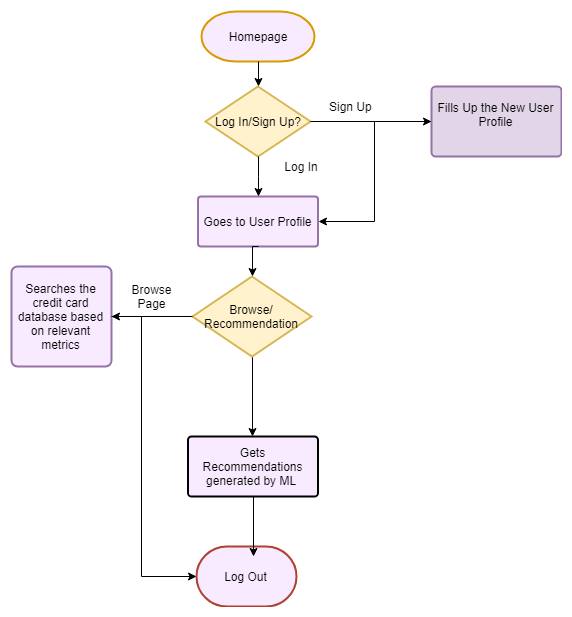 Homepage
Log In/Sign Up?
Sign Up
Fills Up the New User
Profile
Log In
Goes to User Profile
Searches the
credit card
database based
on relevant
metrics
Browse
Page
Browse/
Recommendation
Gets
Recommendations
generated by ML
Log Out